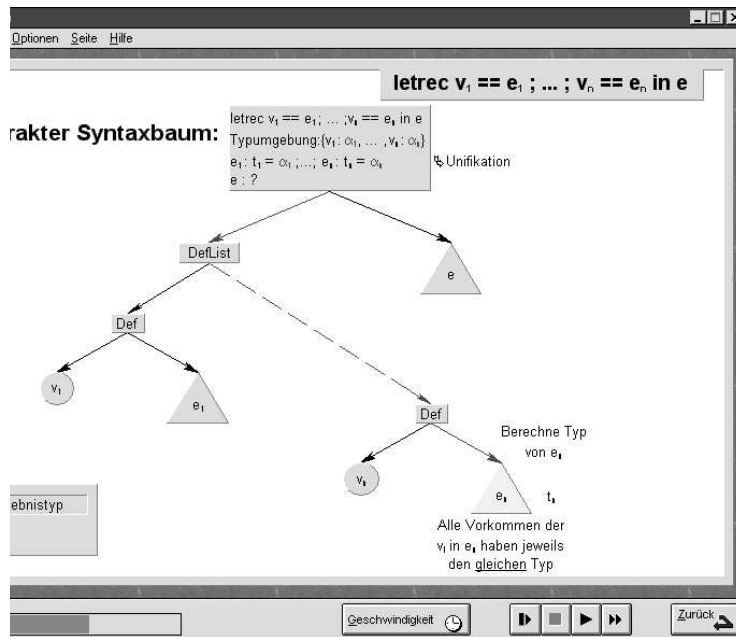 Optionen Seite Hilfe
letrec v₁ == e₁ ; ... ; vₙ == eₙ in e
rakter Syntaxbaum:
letrec v₁ == e₁; ... ;vₙ == eₙ in e
Typumgebung:{v₁: α₁, ... ,vₙ: αₙ}
e₁: t₁ = α₁ ;...; eₙ: tₙ = αₙ
Unifikation
e : ?
DefList
e
Def
v₁
e₁
Def
Berechne Typ
von eₙ
vₙ
eₙ
tₙ
ebnistyp
Alle Vorkommen der
vᵢ in eₙ haben jeweils
den gleichen Typ
Geschwindigkeit
Zurück